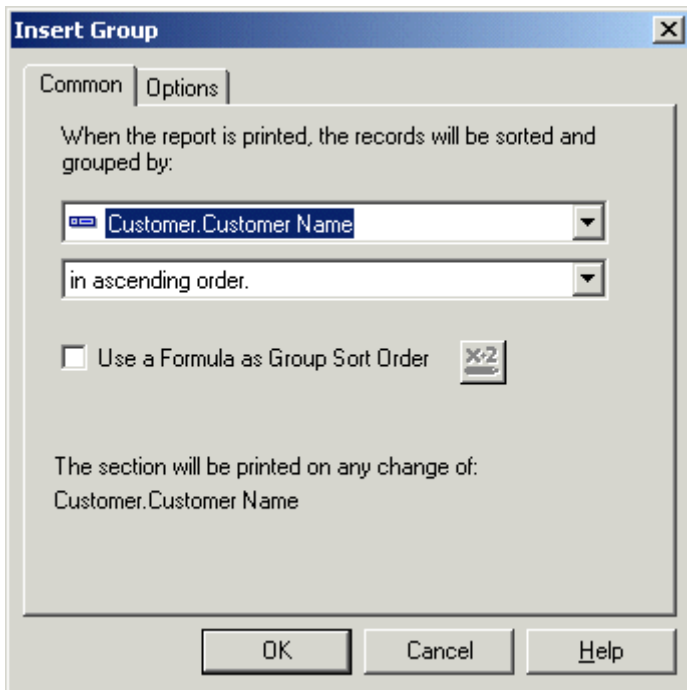 Insert Group
Common
Options
When the report is printed, the records will be sorted and
grouped by:
Customer.Customer Name
in ascending order.
Use a Formula as Group Sort Order
X+2
The section will be printed on any change of:
Customer.Customer Name
OK
Cancel
Help